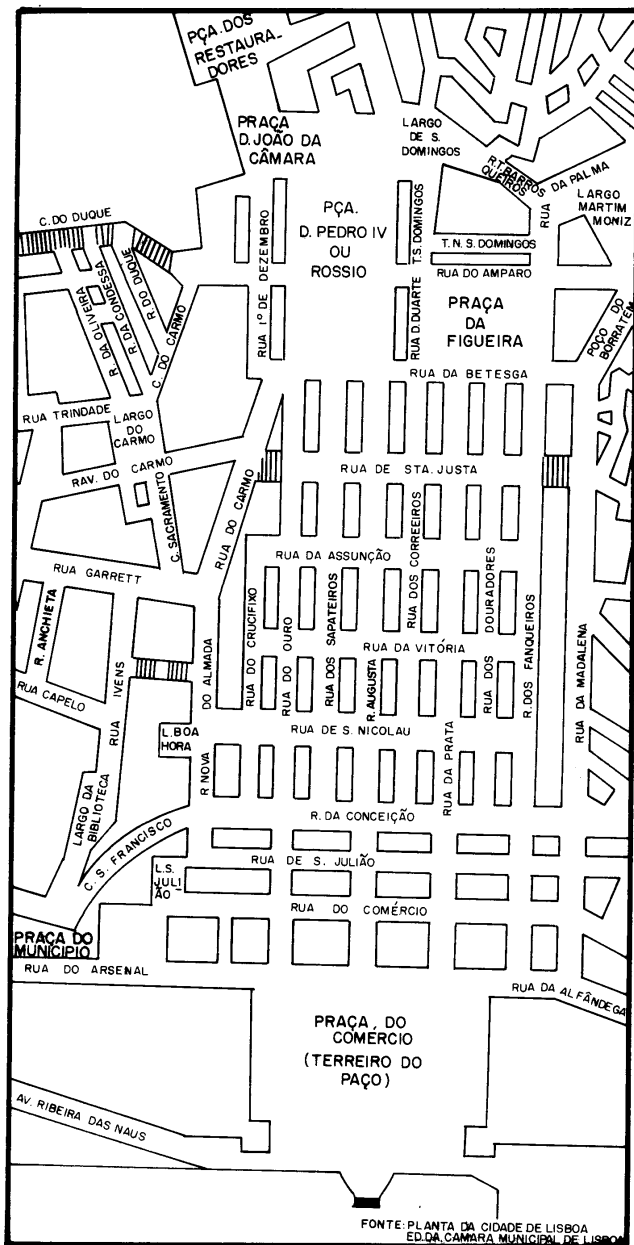 PÇA. DOS
RESTAURA-
DORES
PRAÇA
D. JOÃO DA
CÂMARA
LARGO
DE S.
DOMINGOS
R.T. BARROS
QUEIROS
RUA DA PALMA
LARGO
MARTIM
MONIZ
C. DO DUQUE
PÇA.
D. PEDRO IV
OU
ROSSIO
T.S. DOMINGOS
T. N. S. DOMINGOS
RUA DO AMPARO
RUA 1º DE DEZEMBRO
R. DA OLIVEIRA
R. DA CONDESSA
R. DO DUQUE
C. DO CARMO
RUA D. DUARTE
PRAÇA
DA
FIGUEIRA
POÇO DO
BORRATEM
RUA DA BETESGA
RUA TRINDADE
LARGO
DO
CARMO
RAV. DO CARMO
RUA DE STA. JUSTA
C. SACRAMENTO
RUA DO CARMO
RUA DOS CORREEIROS
RUA DA ASSUNÇÃO
RUA GARRETT
R. ANCHIETA
RUA DO CRUCIFIXO
RUA DO OURO
RUA DOS SAPATEIROS
R. AUGUSTA
RUA DA VITÓRIA
RUA DOS DOURADORES
R. DOS FANQUEIROS
RUA DA MADALENA
RUA CAPELO
RUA IVENS
R NOVA DO ALMADA
L. BOA
HORA
RUA DE S. NICOLAU
RUA DA PRATA
LARGO DA
BIBLIOTECA
R. DA CONCEIÇÃO
C. S. FRANCISCO
RUA DE S. JULIÃO
L.S.
JULI
ÃO
RUA DO COMÉRCIO
PRAÇA DO
MUNICIPIO
RUA DO ARSENAL
RUA DA ALFÂNDEGA
PRAÇA, DO
COMERCIO
(TERREIRO DO
PAÇO)
AV. RIBEIRA DAS NAUS
FONTE: PLANTA DA CIDADE DE LISBOA
ED. DA. CAMARA MUNICIPAL DE LISBOA